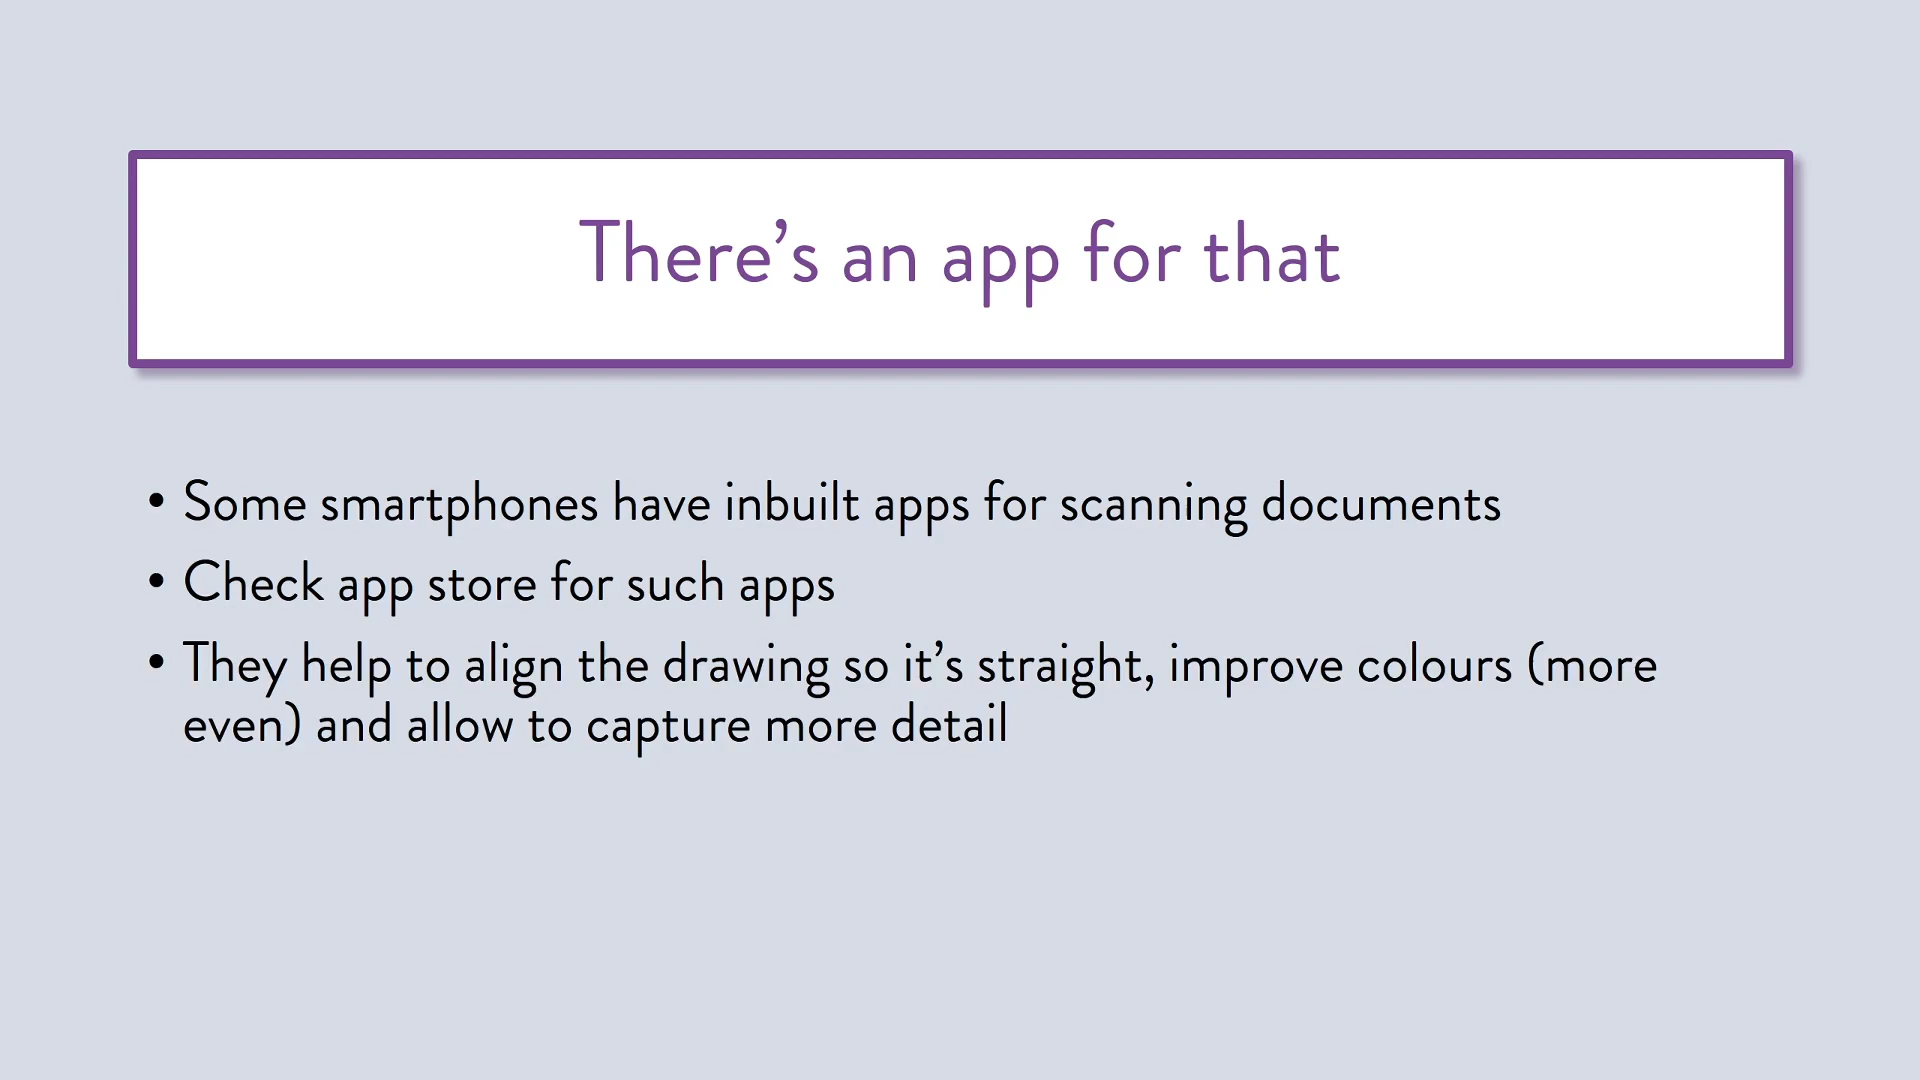 There’s an app for that
• Some smartphones have inbuilt apps for scanning documents
• Check app store for such apps
• They help to align the drawing so it’s straight, improve colours (more
even) and allow to capture more detail